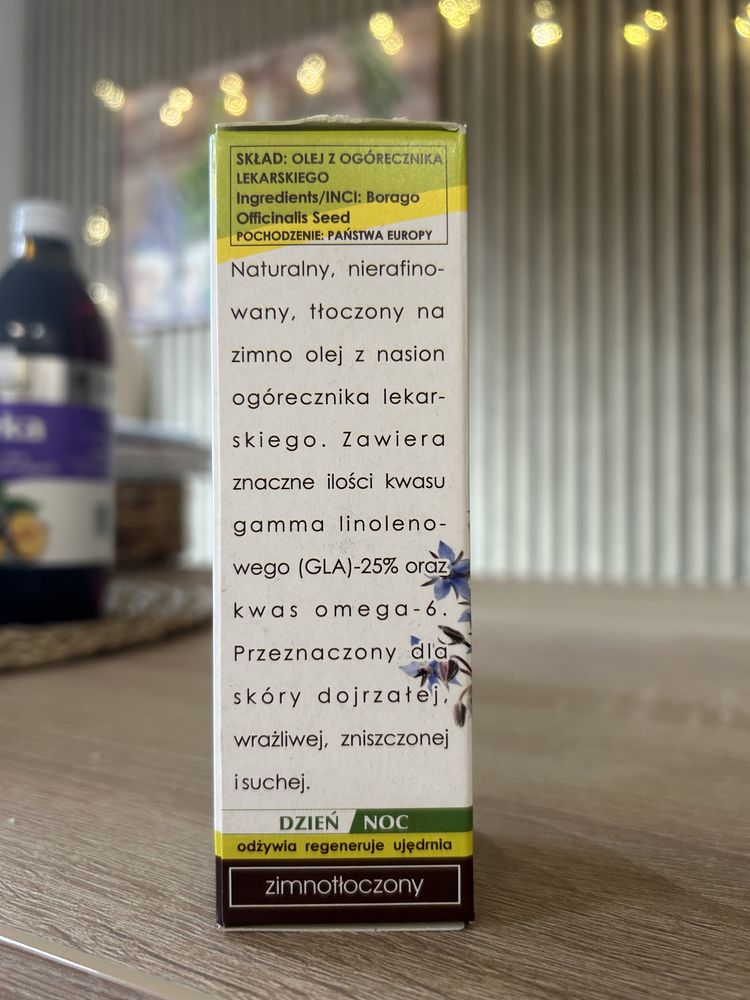 SKŁAD: OLEJ Z OGÓRECZNIKA
LEKARSKIEGO
Ingredients/INCI: Borago
Officinalis Seed
POCHODZENIE: PAŃSTWA EUROPY
Naturalny, nierafino-
wany, tłoczony na
zimno olej z nasion
ogórecznika lekar-
skiego. Zawiera
znaczne ilości kwasu
gamma linoleno-
wego (GLA)-25% oraz
kwas omega-6.
Przeznaczony dla
skóry dojrzałej,
wrażliwej, zniszczonej
i suchej.
DZIEŃ / NOC
odżywia regeneruje ujędrnia
zimnotłoczony